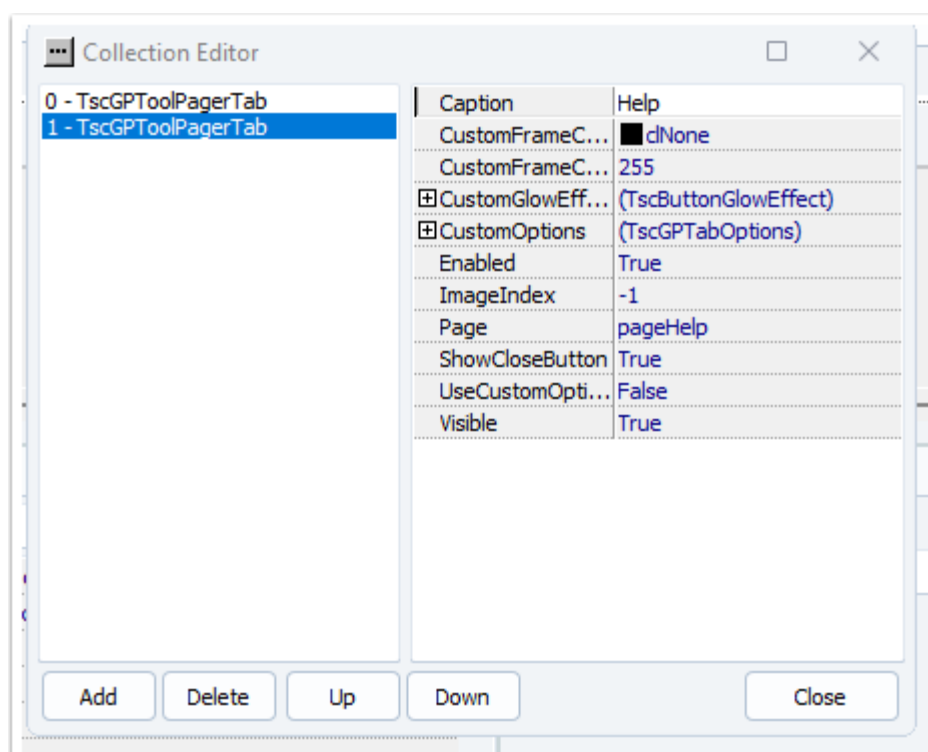 Collection Editor
0 - TscGPToolPagerTab
1 - TscGPToolPagerTab
Caption Help
CustomFrameC... clNone
CustomFrameC... 255
CustomGlowEff... (TscButtonGlowEffect)
CustomOptions (TscGPTabOptions)
Enabled True
ImageIndex -1
Page pageHelp
ShowCloseButton True
UseCustomOpti... False
Visible True
Add Delete Up Down Close